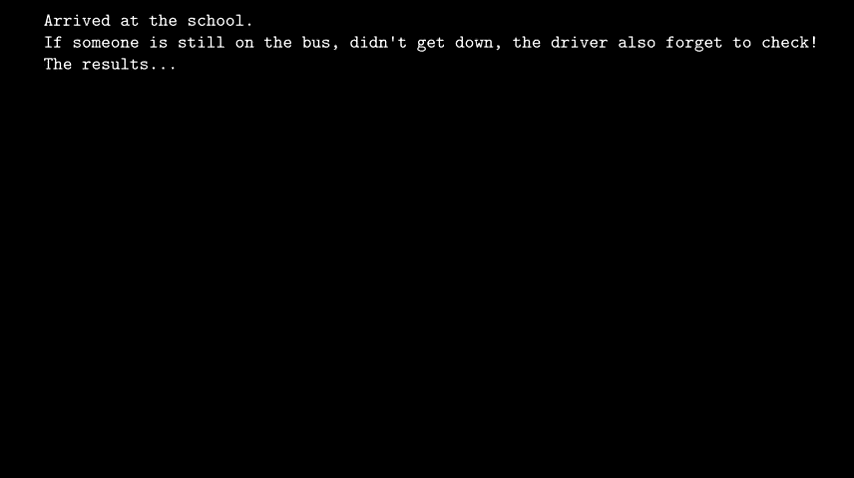 Arrived at the school.
If someone is still on the bus, didn't get down, the driver also forget to check!
The results...